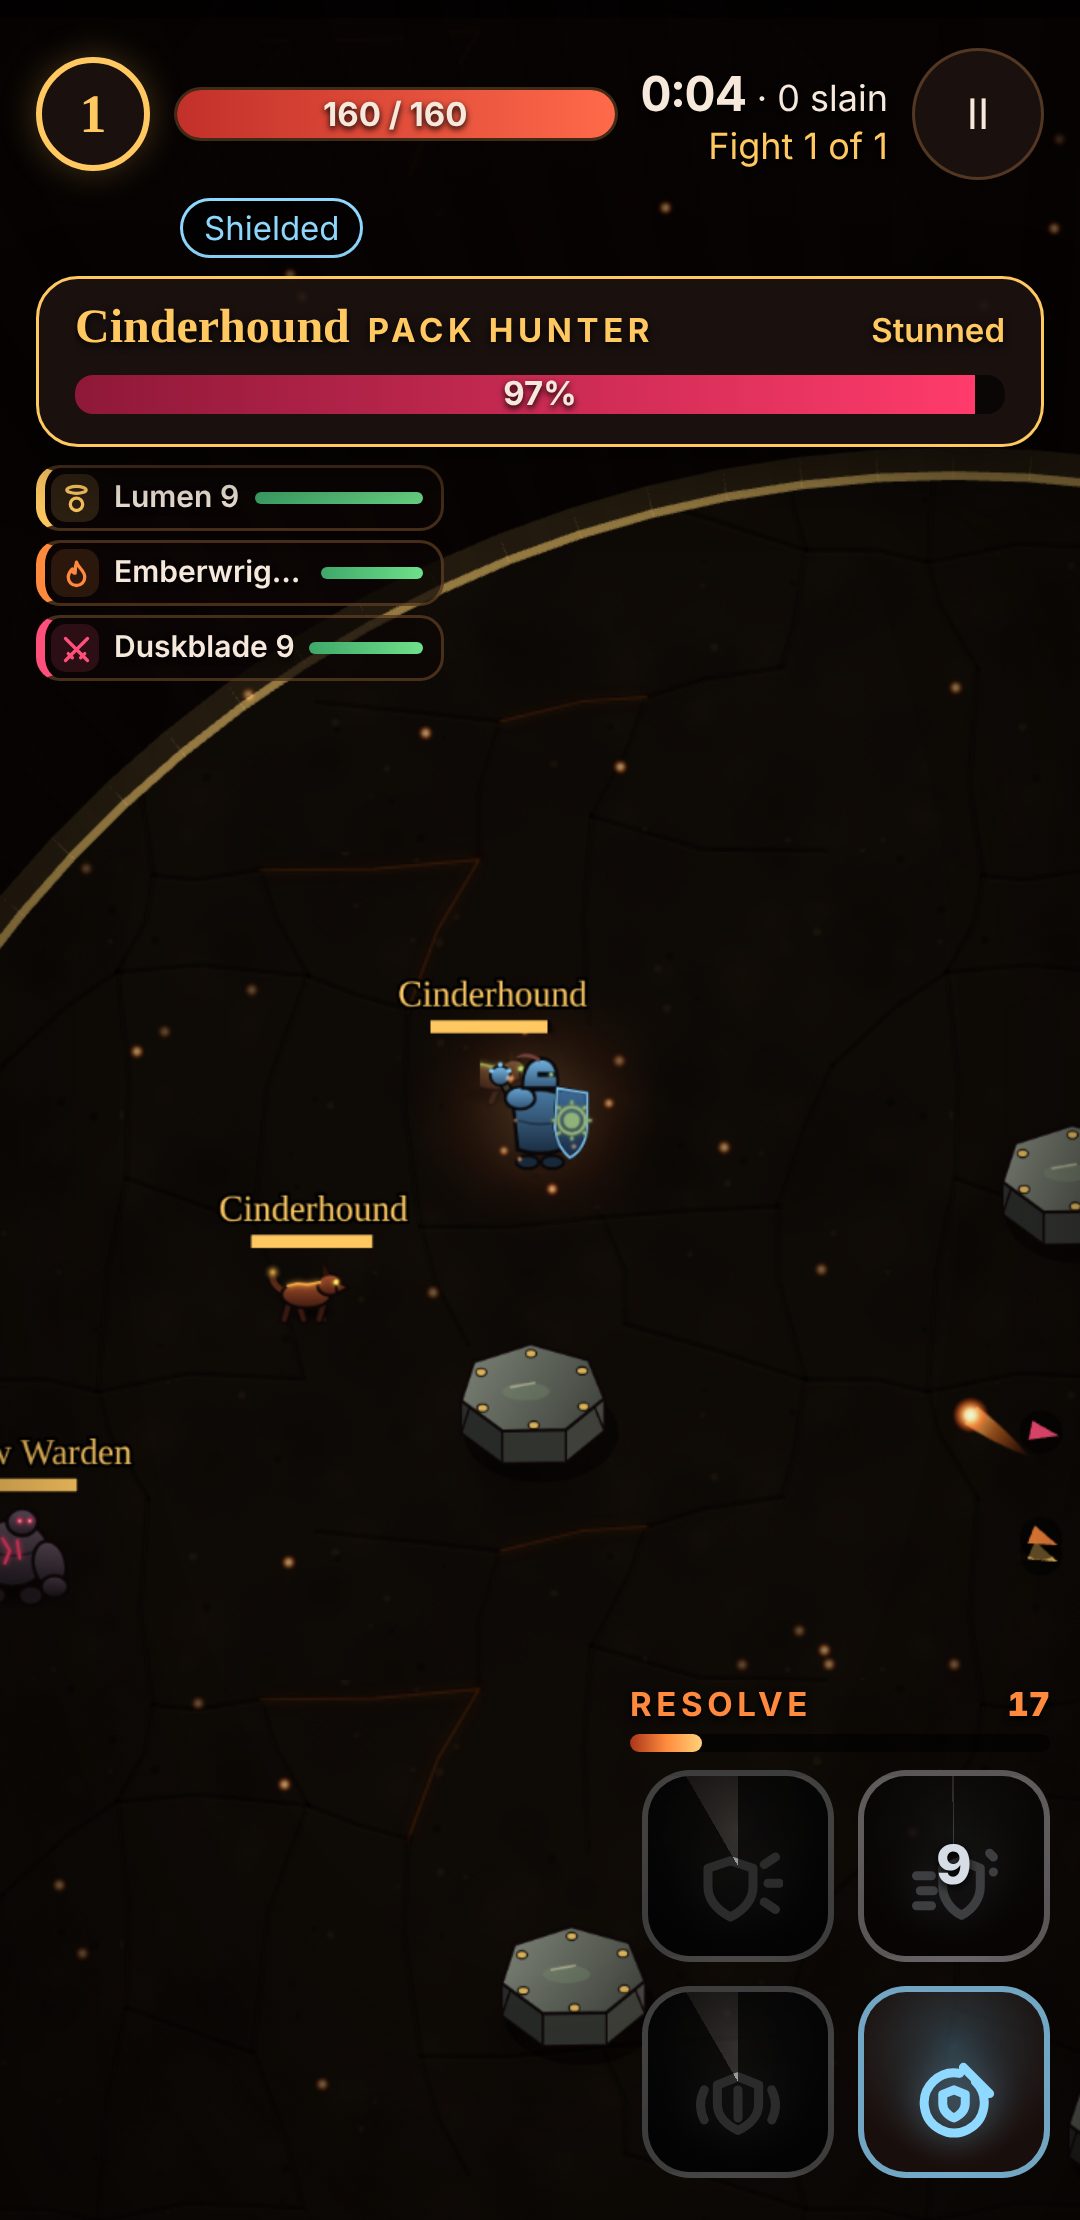 1
160 / 160
0:04 · 0 slain
Fight 1 of 1
Shielded
Cinderhound PACK HUNTER
Stunned
97%
Lumen 9
Emberwrig...
Duskblade 9
Cinderhound
Cinderhound
Warden
RESOLVE 17
9